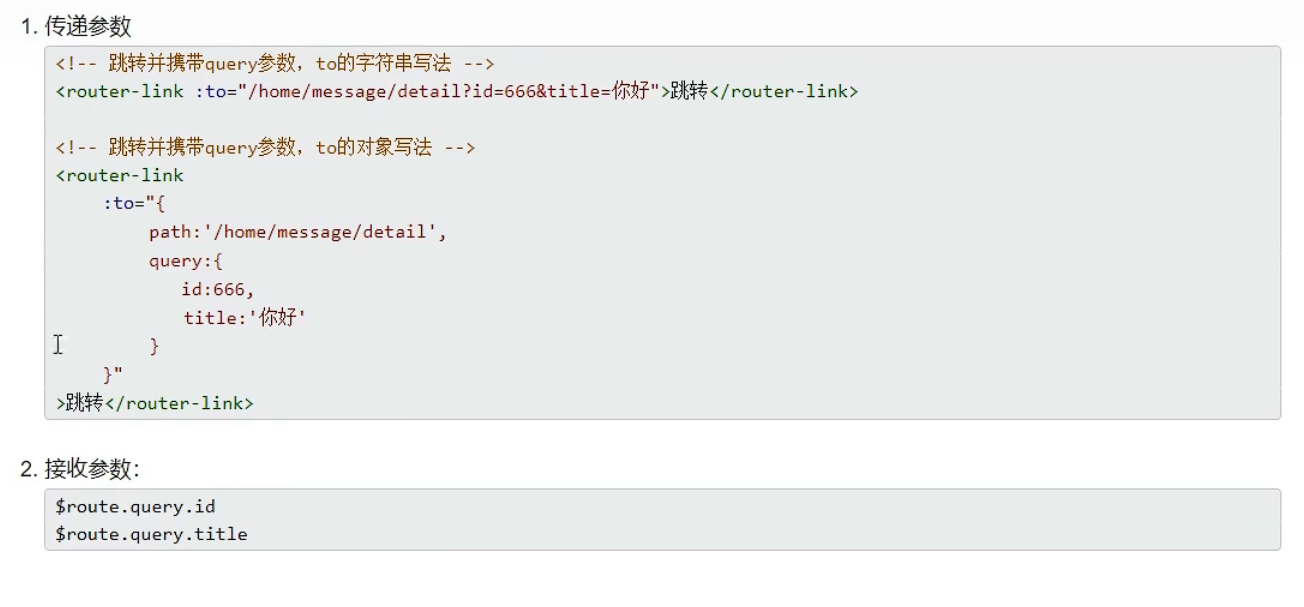 1. 传递参数
<!-- 跳转并携带query参数，to的字符串写法 -->
<router-link :to="/home/message/detail?id=666&title=你好">跳转</router-link>
<!-- 跳转并携带query参数，to的对象写法 -->
<router-link
:to="{
path:'/home/message/detail',
query:{
id:666,
title:'你好'
}
}"
>跳转</router-link>
2. 接收参数：
$route.query.id
$route.query.title